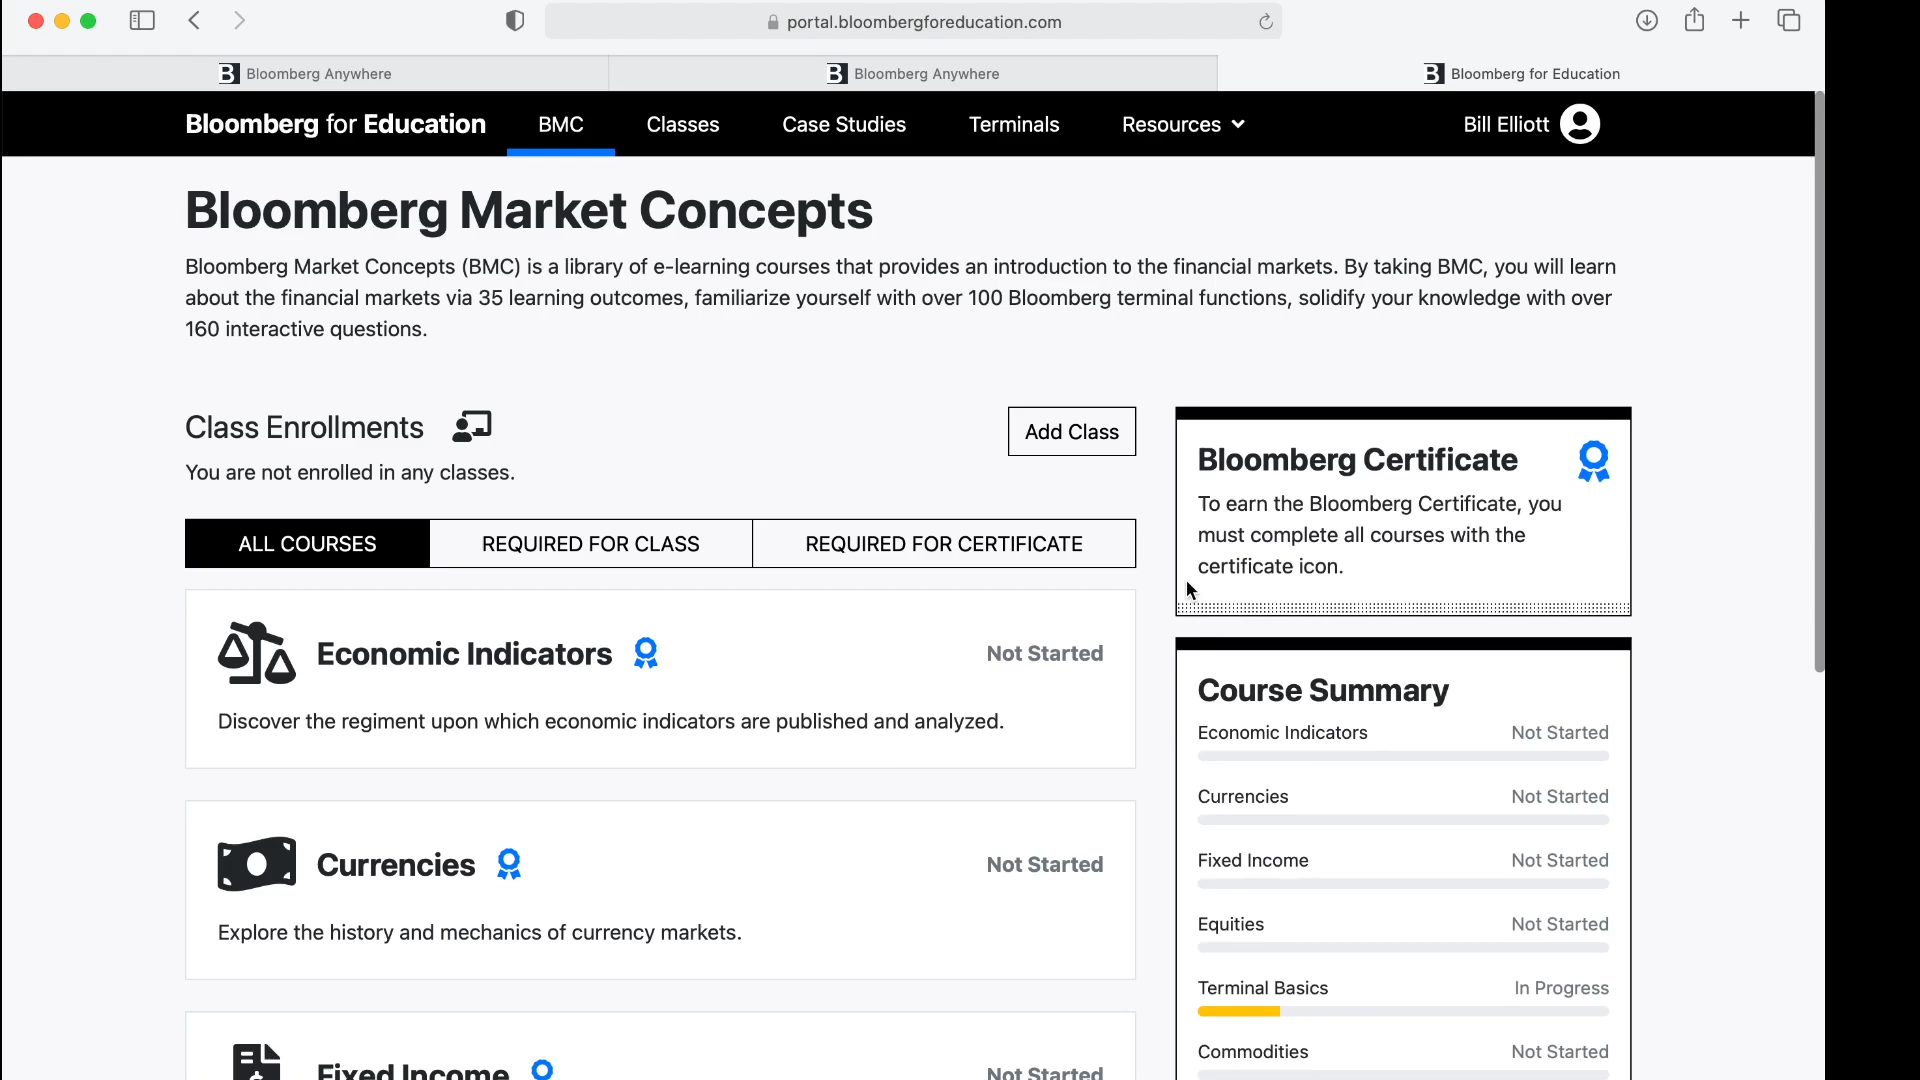 portal.bloombergforeducation.com
B Bloomberg Anywhere
B Bloomberg Anywhere
B Bloomberg for Education
Bloomberg for Education
BMC
Classes
Case Studies
Terminals
Resources
Bill Elliott
Bloomberg Market Concepts
Bloomberg Market Concepts (BMC) is a library of e-learning courses that provides an introduction to the financial markets. By taking BMC, you will learn
about the financial markets via 35 learning outcomes, familiarize yourself with over 100 Bloomberg terminal functions, solidify your knowledge with over
160 interactive questions.
Class Enrollments
Add Class
You are not enrolled in any classes.
ALL COURSES
REQUIRED FOR CLASS
REQUIRED FOR CERTIFICATE
Economic Indicators
Not Started
Discover the regiment upon which economic indicators are published and analyzed.
Currencies
Not Started
Explore the history and mechanics of currency markets.
Fixed Income
Not Started
Bloomberg Certificate
To earn the Bloomberg Certificate, you
must complete all courses with the
certificate icon.
Course Summary
Economic Indicators Not Started
Currencies Not Started
Fixed Income Not Started
Equities Not Started
Terminal Basics In Progress
Commodities Not Started